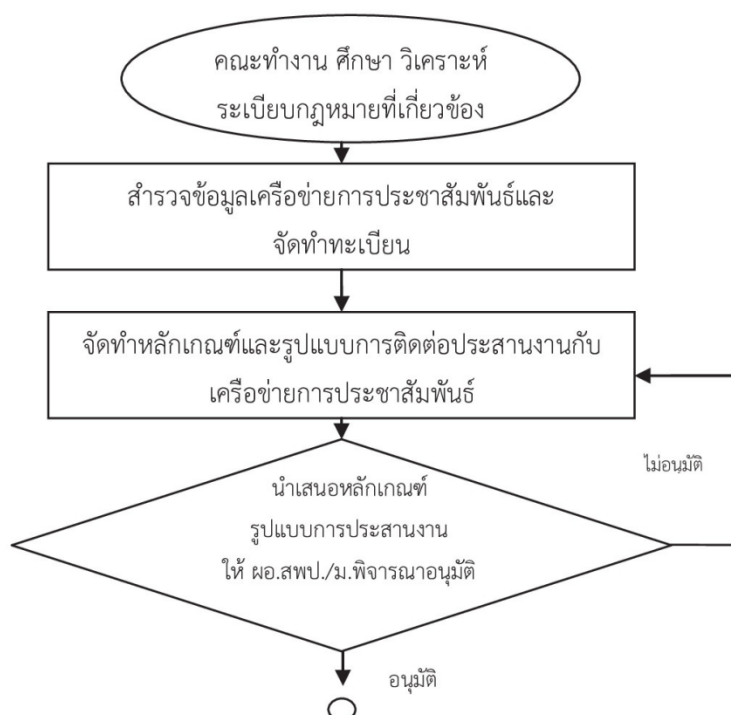 คณะทำงาน ศึกษา วิเคราะห์
ระเบียบกฎหมายที่เกี่ยวข้อง
สำรวจข้อมูลเครือข่ายการประชาสัมพันธ์และ
จัดทำทะเบียน
จัดทำหลักเกณฑ์และรูปแบบการติดต่อประสานงานกับ
เครือข่ายการประชาสัมพันธ์
ไม่อนุมัติ
นำเสนอหลักเกณฑ์
รูปแบบการประสานงาน
ให้ ผอ.สพป./ม.พิจารณาอนุมัติ
อนุมัติ